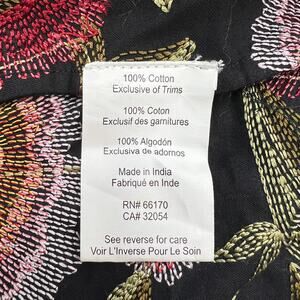 100% Cotton
Exclusive of Trims
100% Coton
Exclusif des garnitures
100% Algodón
Exclusiva de adornos
Made in India
Fabriqué en Inde
RN# 66170
CA# 32054
See reverse for care
Voir L'Inverse Pour Le Soin